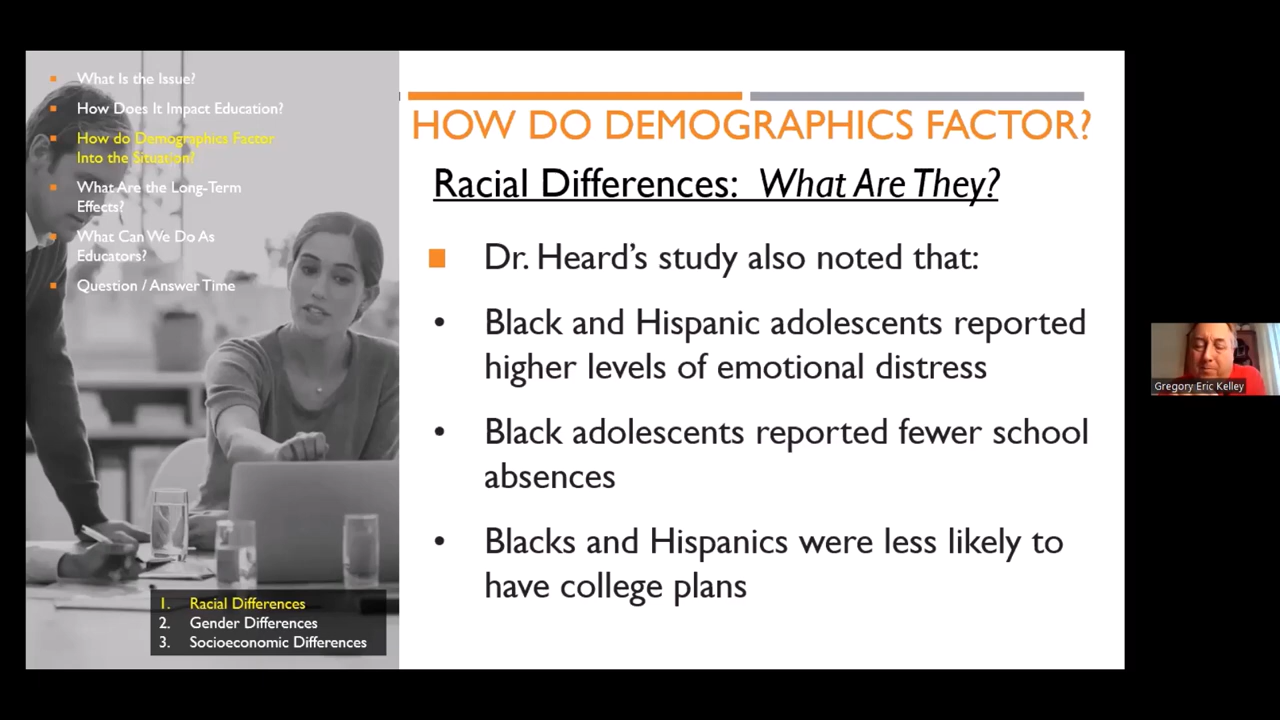 What Is the Issue?
How Does It Impact Education?
How do Demographics Factor
Into the Situation?
What Are the Long-Term
Effects?
What Can We Do As
Educators?
Question / Answer Time
1. Racial Differences
2. Gender Differences
3. Socioeconomic Differences
HOW DO DEMOGRAPHICS FACTOR?
Racial Differences: What Are They?
Dr. Heard’s study also noted that:
• Black and Hispanic adolescents reported
higher levels of emotional distress
• Black adolescents reported fewer school
absences
• Blacks and Hispanics were less likely to
have college plans
Gregory Eric Kelley